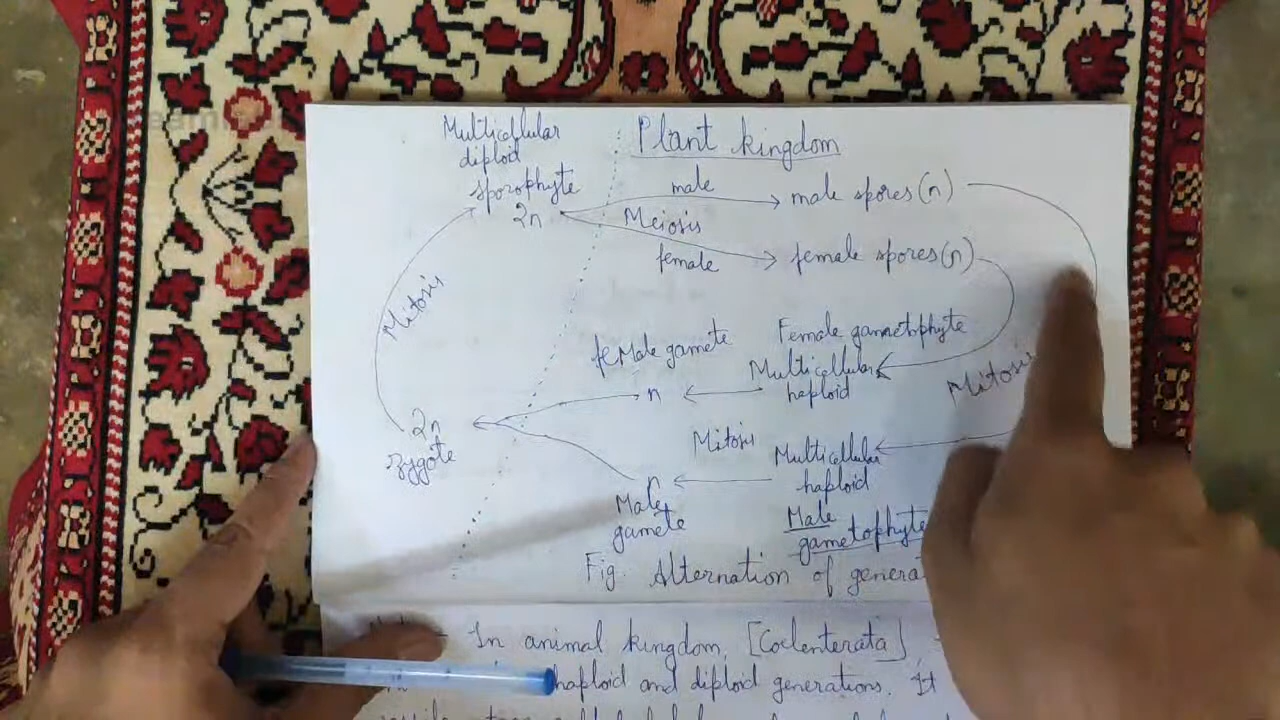 Multicellular
diploid
sporophyte
2n
Plant kingdom
male
male spores (n)
Meiosis
female
female spores (n)
Mitosis
feMale gamete
Female gametophyte
n
Multicellular
haploid
Mitosis
2n
zygote
Mitosis
Multicellular
haploid
n
Male
gamete
Male
gametophyte
Fig. Alternation of
In animal kingdom, [Coelenterata],
haploid and diploid generations. It